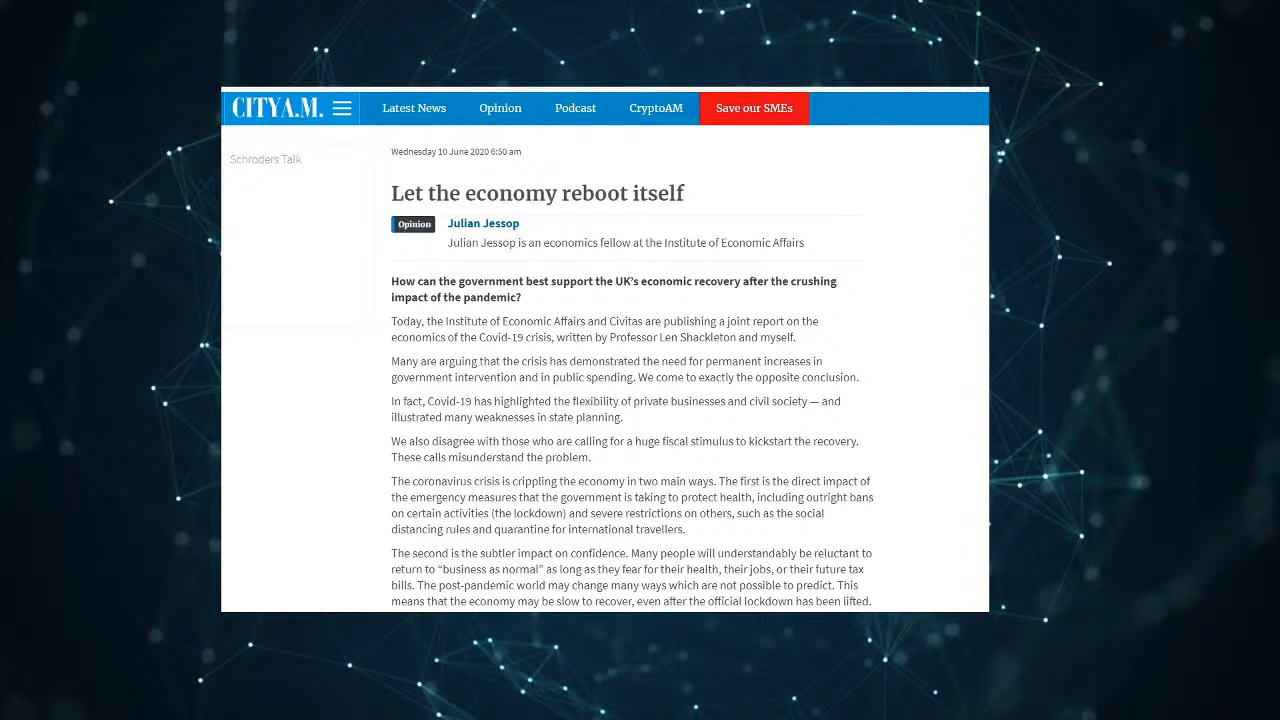 CITYA.M.
Latest News
Opinion
Podcast
CryptoAM
Save our SMEs
Schroders Talk
Wednesday 10 June 2020 6:50 am
Let the economy reboot itself
Opinion
Julian Jessop
Julian Jessop is an economics fellow at the Institute of Economic Affairs
How can the government best support the UK’s economic recovery after the crushing
impact of the pandemic?
Today, the Institute of Economic Affairs and Civitas are publishing a joint report on the
economics of the Covid-19 crisis, written by Professor Len Shackleton and myself.
Many are arguing that the crisis has demonstrated the need for permanent increases in
government intervention and in public spending. We come to exactly the opposite conclusion.
In fact, Covid-19 has highlighted the flexibility of private businesses and civil society — and
illustrated many weaknesses in state planning.
We also disagree with those who are calling for a huge fiscal stimulus to kickstart the recovery.
These calls misunderstand the problem.
The coronavirus crisis is crippling the economy in two main ways. The first is the direct impact of
the emergency measures that the government is taking to protect health, including outright bans
on certain activities (the lockdown) and severe restrictions on others, such as the social
distancing rules and quarantine for international travellers.
The second is the subtler impact on confidence. Many people will understandably be reluctant to
return to “business as normal” as long as they fear for their health, their jobs, or their future tax
bills. The post-pandemic world may change many ways which are not possible to predict. This
means that the economy may be slow to recover, even after the official lockdown has been lifted.